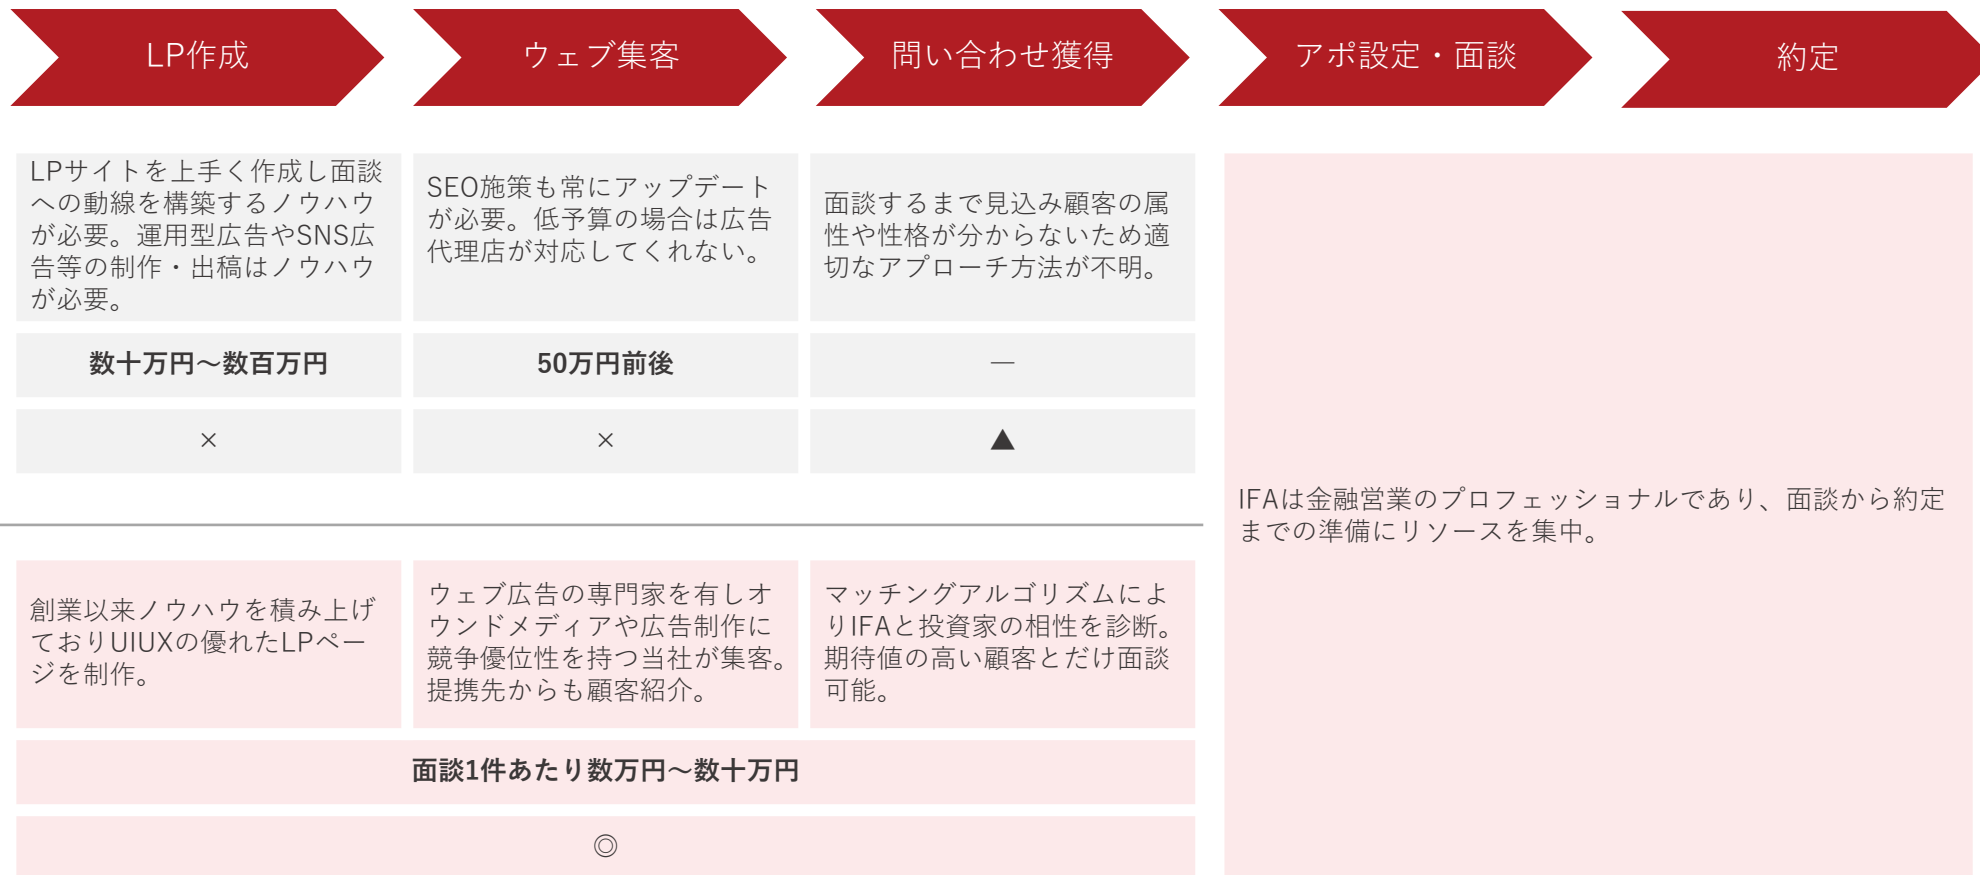 LP作成
ウェブ集客
問い合わせ獲得
アポ設定・面談
約定
LPサイトを上手く作成し面談
への動線を構築するノウハウ
が必要。運用型広告やSNS広
告等の制作・出稿はノウハウ
が必要。
SEO施策も常にアップデート
が必要。低予算の場合は広告
代理店が対応してくれない。
面談するまで見込み顧客の属
性や性格が分からないため適
切なアプローチ方法が不明。
数十万円～数百万円
50万円前後
―
×
×
▲
IFAは金融営業のプロフェッショナルであり、面談から約定
までの準備にリソースを集中。
創業以来ノウハウを積み上げ
ておりUIUXの優れたLPペー
ジを制作。
ウェブ広告の専門家を有しオ
ウンドメディアや広告制作に
競争優位性を持つ当社が集客。
提携先からも顧客紹介。
マッチングアルゴリズムによ
りIFAと投資家の相性を診断。
期待値の高い顧客とだけ面談
可能。
面談1件あたり数万円～数十万円
◎